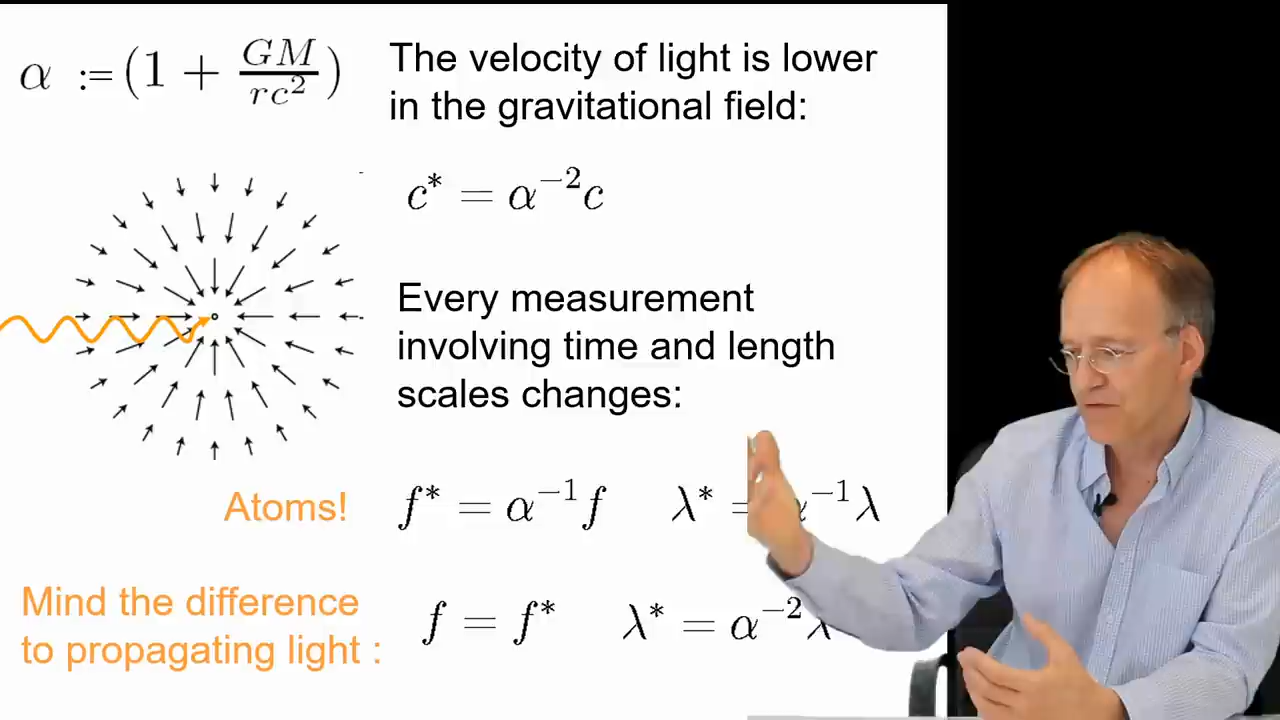 α := (1 + GM/rc²)
The velocity of light is lower
in the gravitational field:
c* = α⁻²c
Every measurement
involving time and length
scales changes:
Atoms! f* = α⁻¹f λ* = α⁻¹λ
Mind the difference
to propagating light : f = f* λ* = α⁻²λ